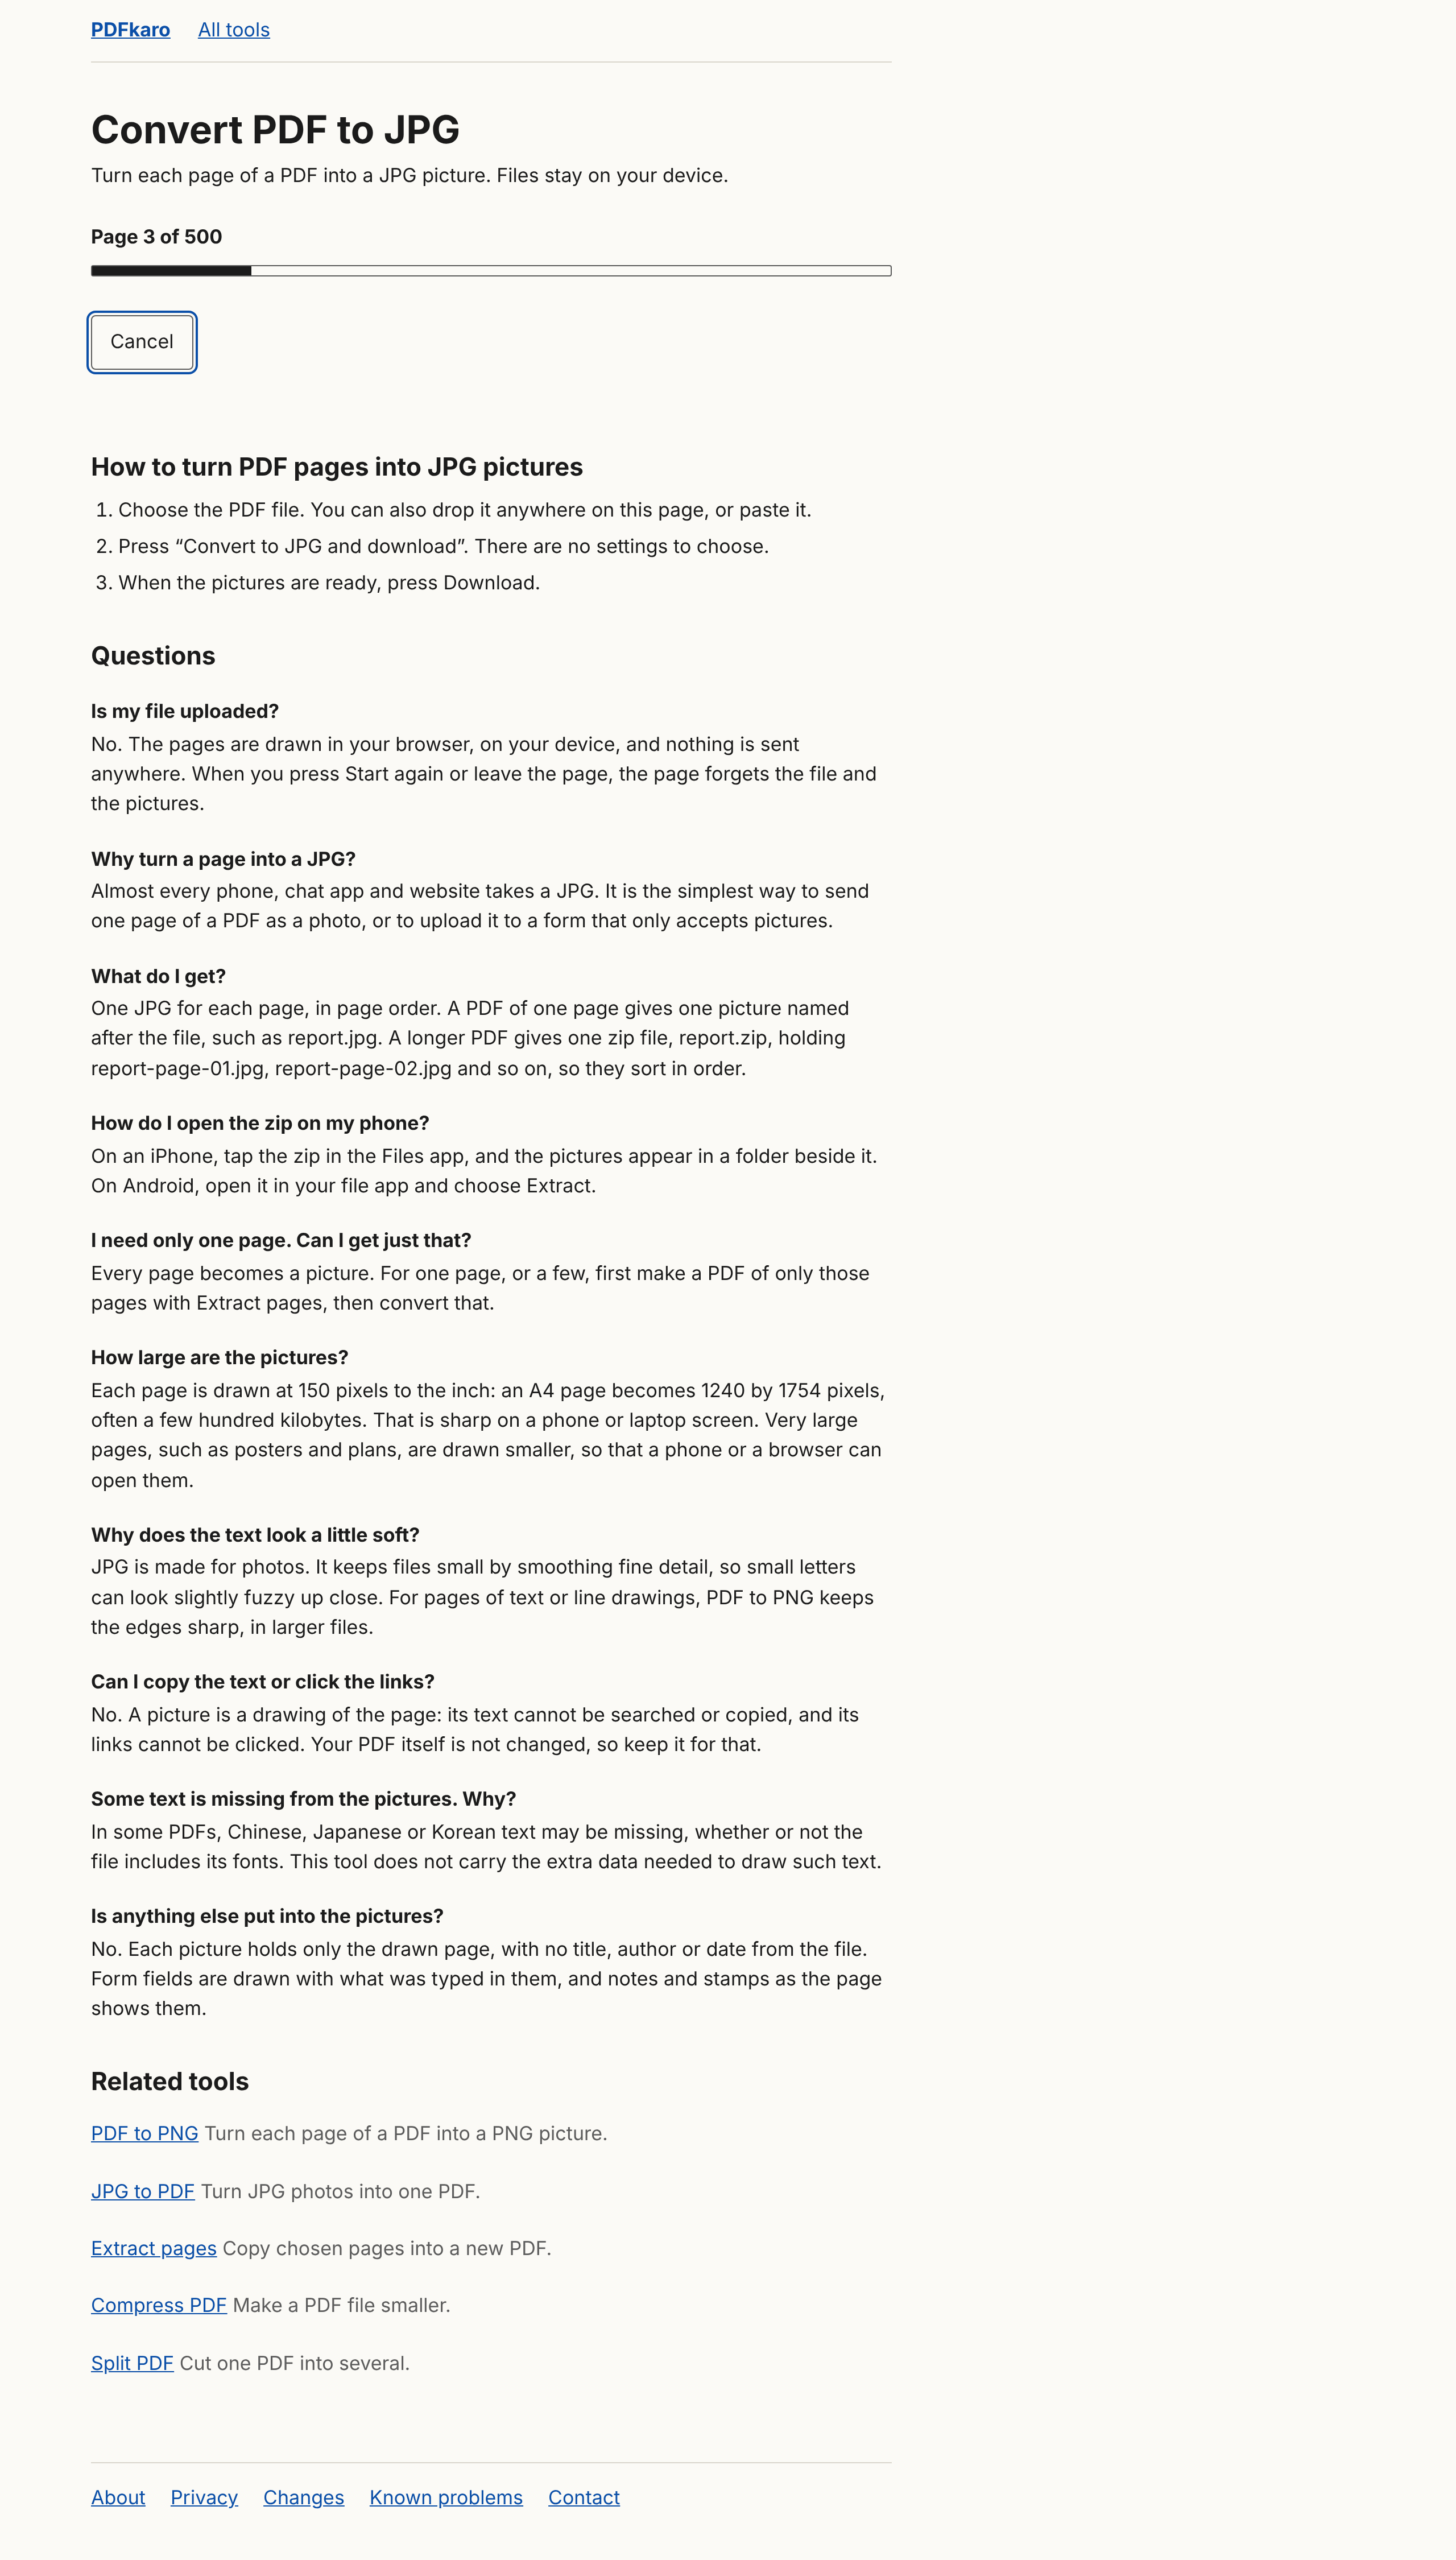 PDFkaro All tools
Convert PDF to JPG
Turn each page of a PDF into a JPG picture. Files stay on your device.
Page 3 of 500
Cancel
How to turn PDF pages into JPG pictures
1. Choose the PDF file. You can also drop it anywhere on this page, or paste it.
2. Press “Convert to JPG and download”. There are no settings to choose.
3. When the pictures are ready, press Download.
Questions
Is my file uploaded?
No. The pages are drawn in your browser, on your device, and nothing is sent
anywhere. When you press Start again or leave the page, the page forgets the file and
the pictures.
Why turn a page into a JPG?
Almost every phone, chat app and website takes a JPG. It is the simplest way to send
one page of a PDF as a photo, or to upload it to a form that only accepts pictures.
What do I get?
One JPG for each page, in page order. A PDF of one page gives one picture named
after the file, such as report.jpg. A longer PDF gives one zip file, report.zip, holding
report-page-01.jpg, report-page-02.jpg and so on, so they sort in order.
How do I open the zip on my phone?
On an iPhone, tap the zip in the Files app, and the pictures appear in a folder beside it.
On Android, open it in your file app and choose Extract.
I need only one page. Can I get just that?
Every page becomes a picture. For one page, or a few, first make a PDF of only those
pages with Extract pages, then convert that.
How large are the pictures?
Each page is drawn at 150 pixels to the inch: an A4 page becomes 1240 by 1754 pixels,
often a few hundred kilobytes. That is sharp on a phone or laptop screen. Very large
pages, such as posters and plans, are drawn smaller, so that a phone or a browser can
open them.
Why does the text look a little soft?
JPG is made for photos. It keeps files small by smoothing fine detail, so small letters
can look slightly fuzzy up close. For pages of text or line drawings, PDF to PNG keeps
the edges sharp, in larger files.
Can I copy the text or click the links?
No. A picture is a drawing of the page: its text cannot be searched or copied, and its
links cannot be clicked. Your PDF itself is not changed, so keep it for that.
Some text is missing from the pictures. Why?
In some PDFs, Chinese, Japanese or Korean text may be missing, whether or not the
file includes its fonts. This tool does not carry the extra data needed to draw such text.
Is anything else put into the pictures?
No. Each picture holds only the drawn page, with no title, author or date from the file.
Form fields are drawn with what was typed in them, and notes and stamps as the page
shows them.
Related tools
PDF to PNG Turn each page of a PDF into a PNG picture.
JPG to PDF Turn JPG photos into one PDF.
Extract pages Copy chosen pages into a new PDF.
Compress PDF Make a PDF file smaller.
Split PDF Cut one PDF into several.
About Privacy Changes Known problems Contact